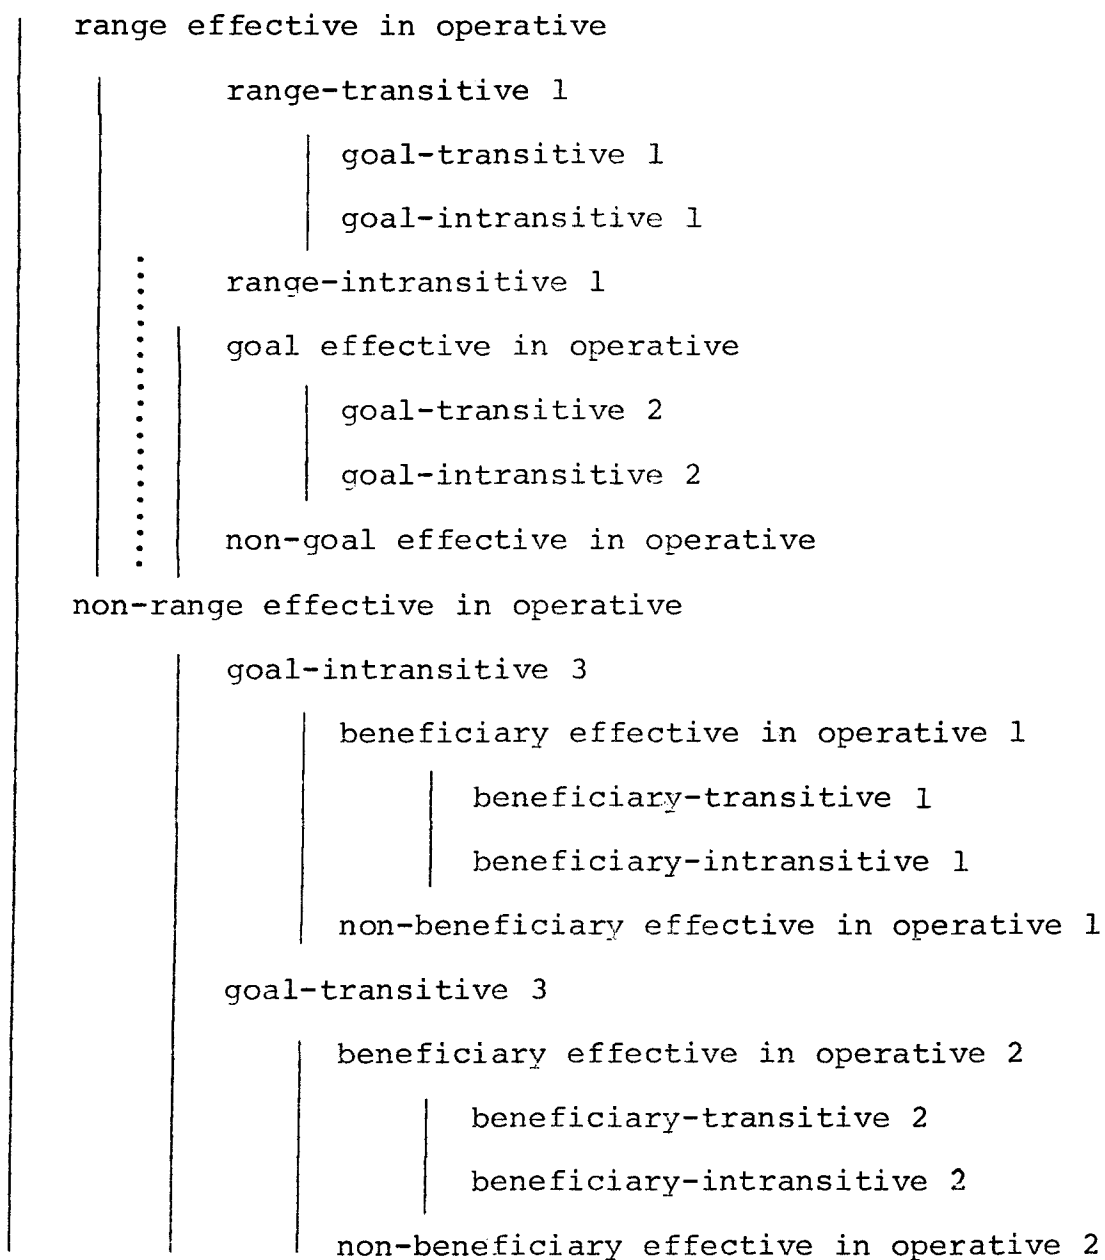 range effective in operative
range-transitive 1
goal-transitive 1
goal-intransitive 1
range-intransitive 1
goal effective in operative
goal-transitive 2
goal-intransitive 2
non-goal effective in operative
non-range effective in operative
goal-intransitive 3
beneficiary effective in operative 1
beneficiary-transitive 1
beneficiary-intransitive 1
non-beneficiary effective in operative 1
goal-transitive 3
beneficiary effective in operative 2
beneficiary-transitive 2
beneficiary-intransitive 2
non-beneficiary effective in operative 2